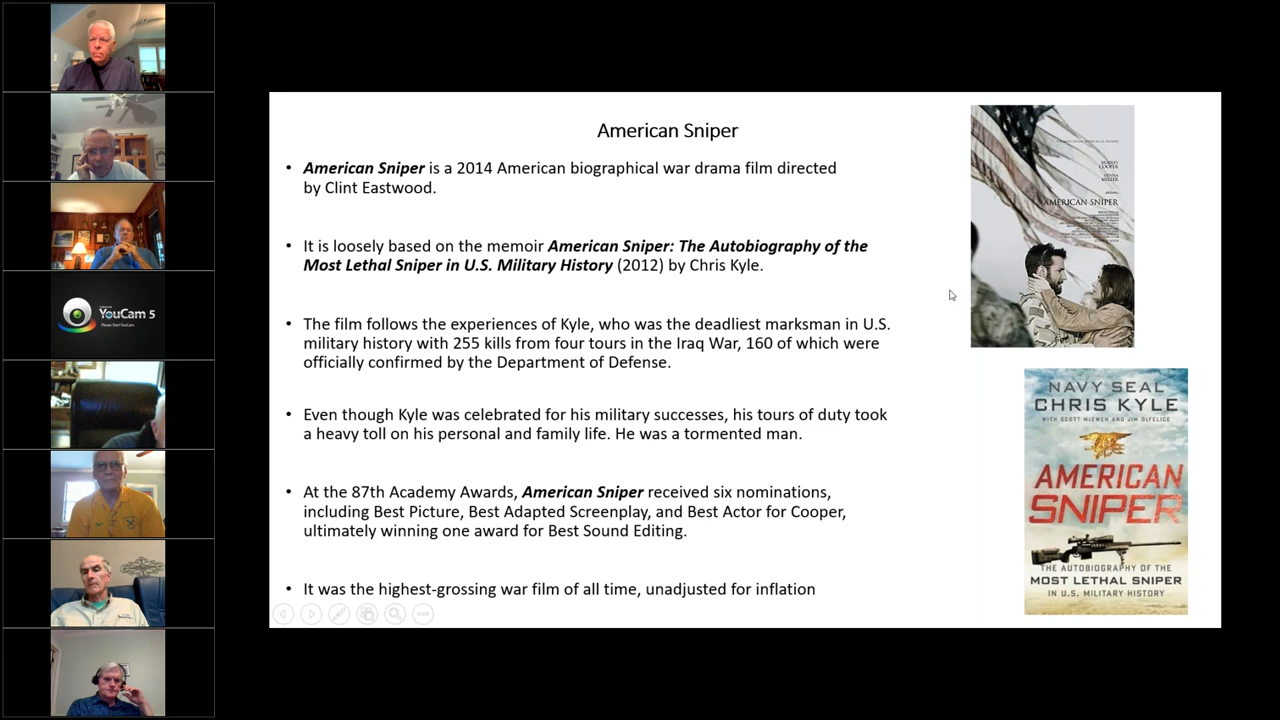 YouCam 5
American Sniper
• American Sniper is a 2014 American biographical war drama film directed
by Clint Eastwood.
• It is loosely based on the memoir American Sniper: The Autobiography of the
Most Lethal Sniper in U.S. Military History (2012) by Chris Kyle.
• The film follows the experiences of Kyle, who was the deadliest marksman in U.S.
military history with 255 kills from four tours in the Iraq War, 160 of which were
officially confirmed by the Department of Defense.
• Even though Kyle was celebrated for his military successes, his tours of duty took
a heavy toll on his personal and family life. He was a tormented man.
• At the 87th Academy Awards, American Sniper received six nominations,
including Best Picture, Best Adapted Screenplay, and Best Actor for Cooper,
ultimately winning one award for Best Sound Editing.
• It was the highest-grossing war film of all time, unadjusted for inflation
BRADLEY
COOPER
SIENNA
MILLER
AMERICAN SNIPER
NAVY SEAL
CHRIS KYLE
WITH SCOTT McEWEN AND JIM DeFELICE
AMERICAN
SNIPER
THE AUTOBIOGRAPHY OF THE
MOST LETHAL SNIPER
IN U.S. MILITARY HISTORY